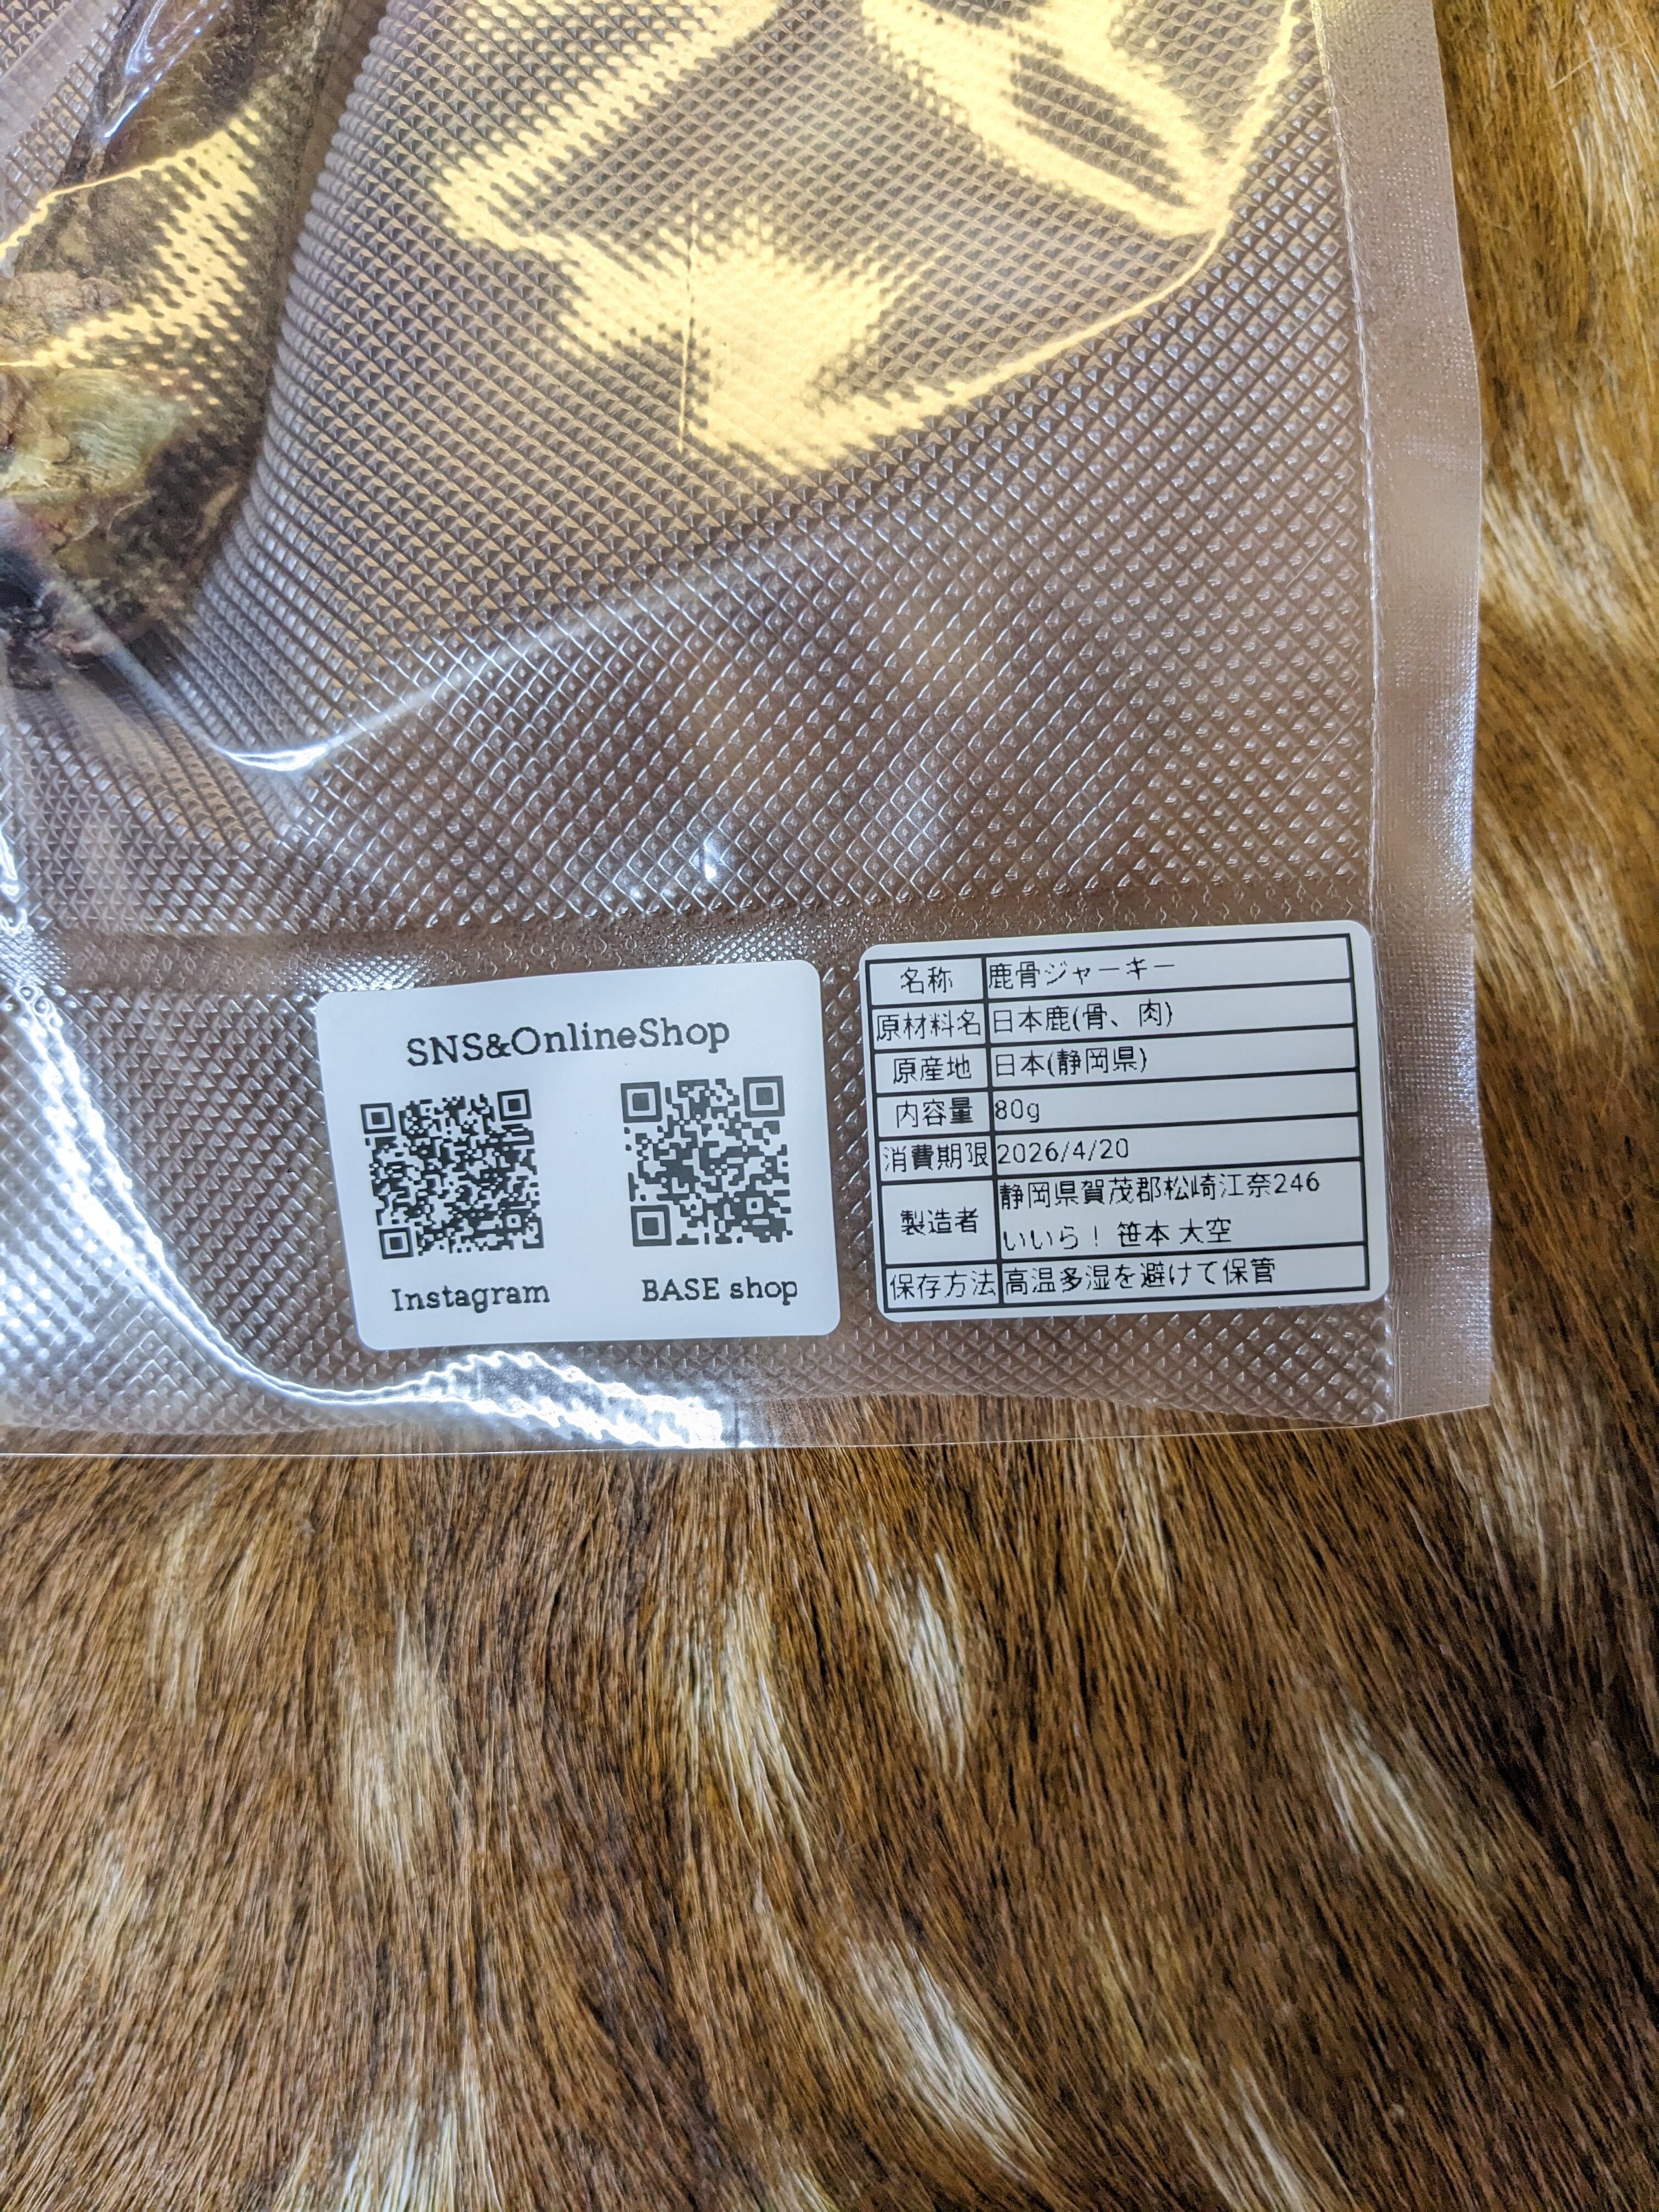 SNS&OnlineShop
Instagram
BASE shop
名称 鹿骨ジャーキー
原材料名 日本鹿(骨、肉)
原産地 日本(静岡県)
内容量 80g
消費期限 2026/4/20
製造者 静岡県賀茂郡松崎江奈246
いいら！ 笹本 大空
保存方法 高温多湿を避けて保管